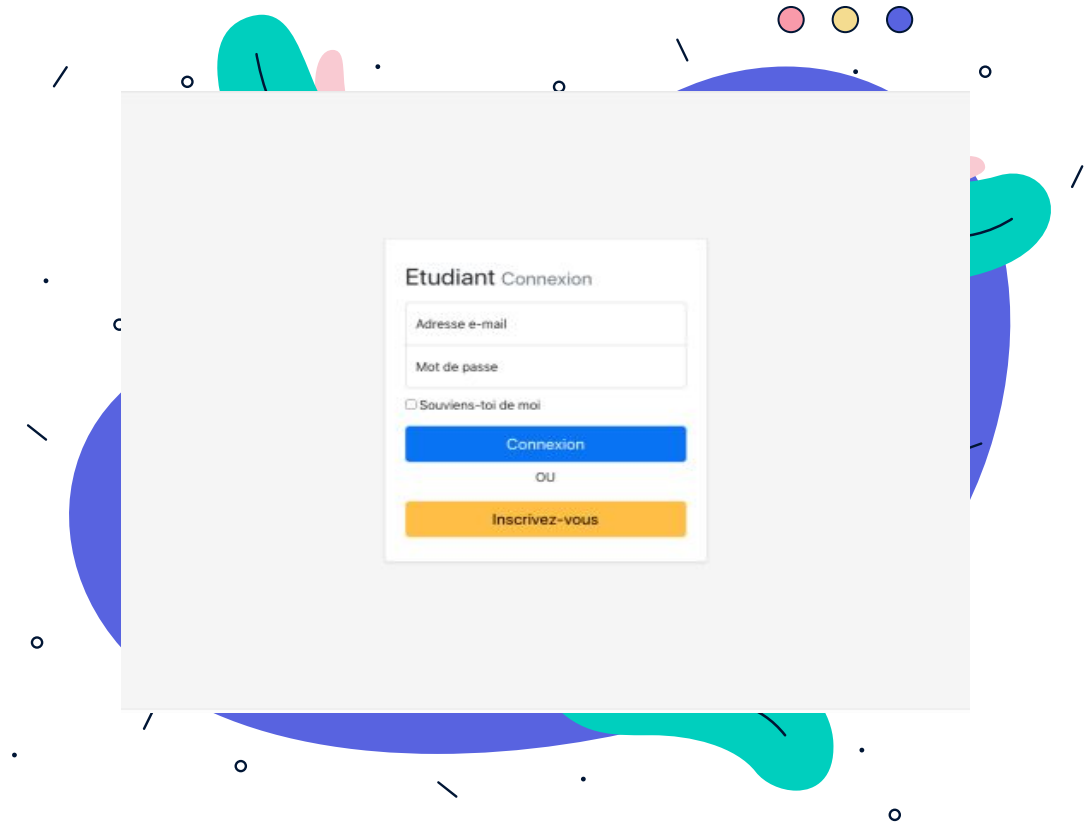 Etudiant Connexion
Adresse e-mail
Mot de passe
Souviens-toi de moi
Connexion
OU
Inscrivez-vous